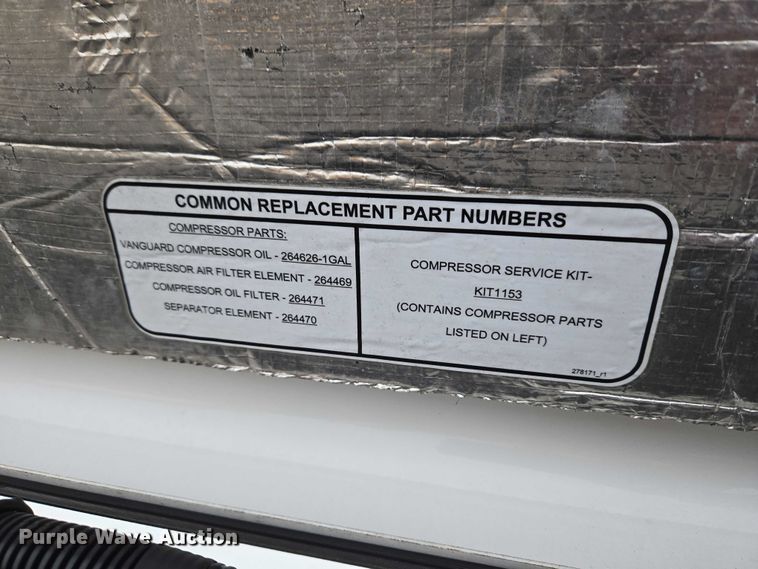 COMMON REPLACEMENT PART NUMBERS
COMPRESSOR PARTS:
VANGUARD COMPRESSOR OIL - 264626-1GAL
COMPRESSOR AIR FILTER ELEMENT - 264469
COMPRESSOR OIL FILTER - 264471
SEPARATOR ELEMENT - 264470
COMPRESSOR SERVICE KIT-
KIT1153
(CONTAINS COMPRESSOR PARTS
LISTED ON LEFT)
278171_r1
Purple Wave Auction